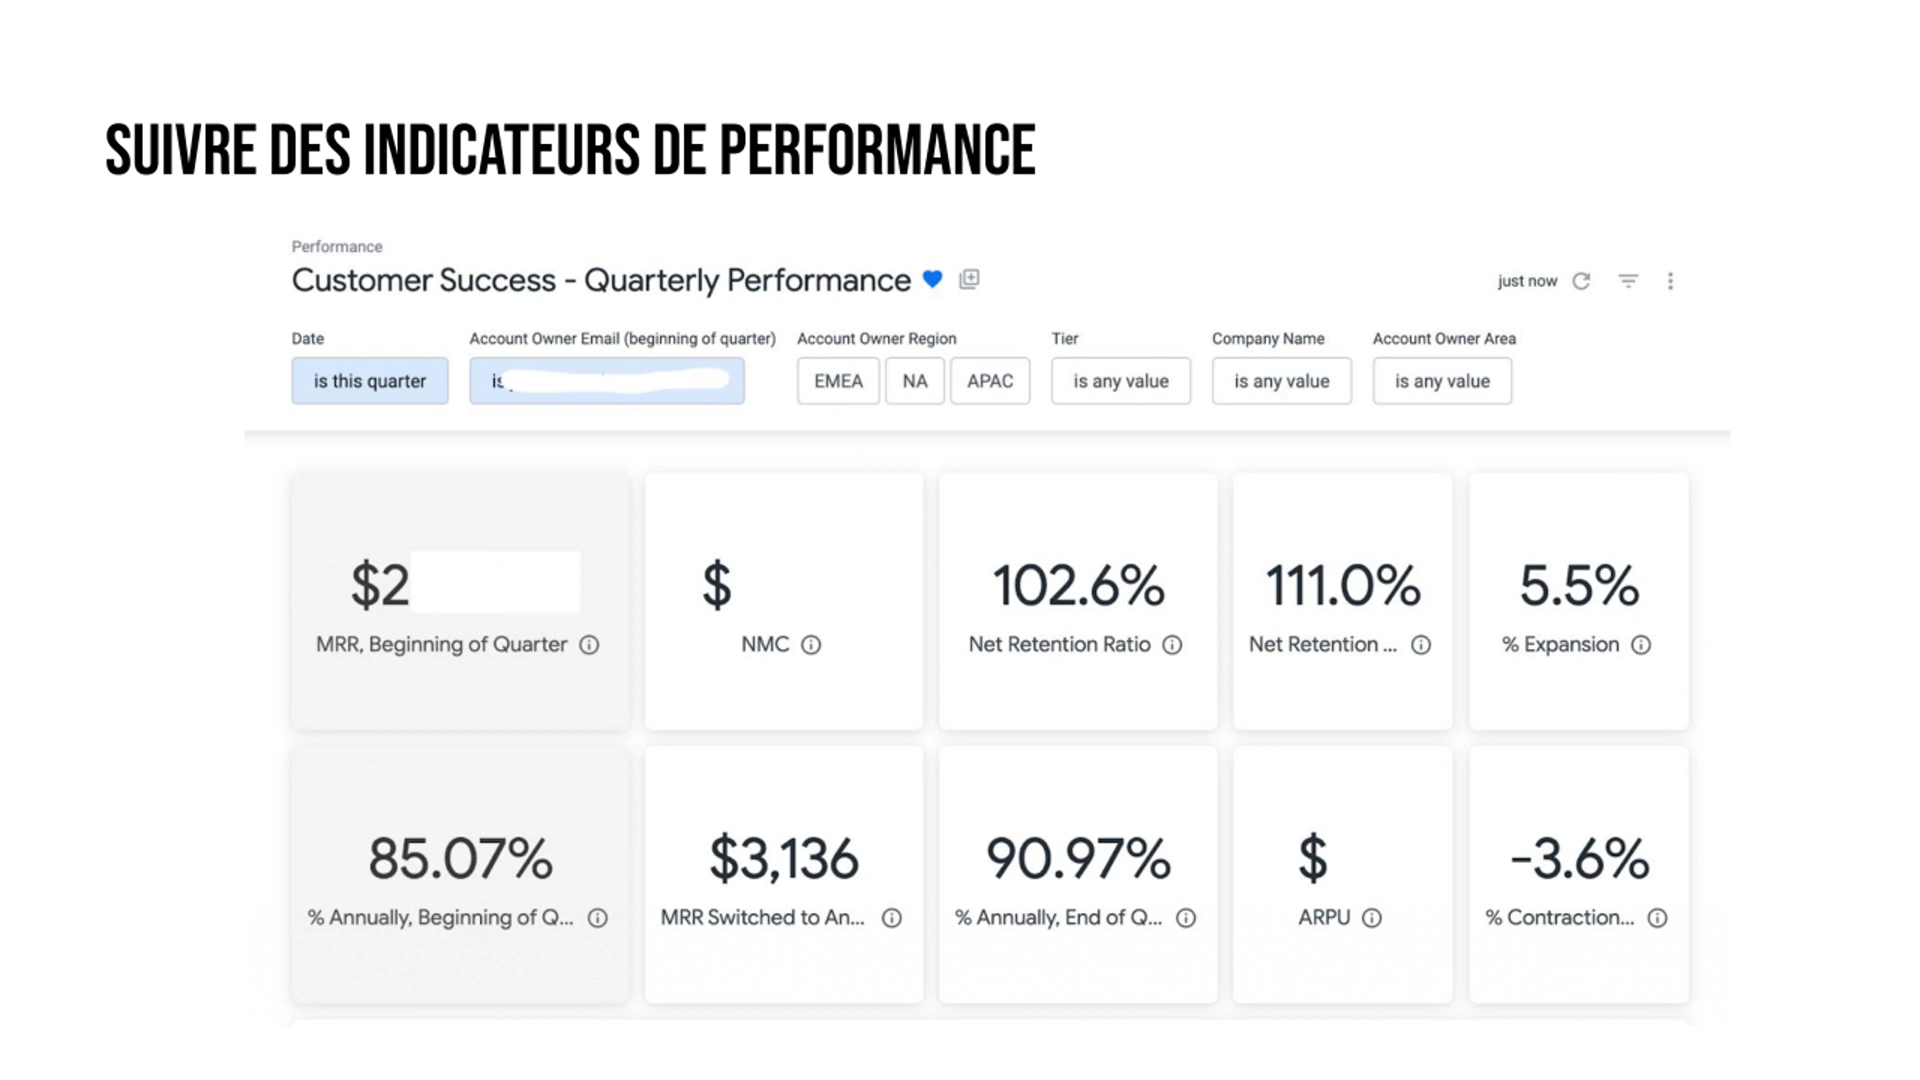 SUIVRE DES INDICATEURS DE PERFORMANCE
Performance
Customer Success - Quarterly Performance
just now
Date
Account Owner Email (beginning of quarter)
Account Owner Region
Tier
Company Name
Account Owner Area
is this quarter
is
EMEA
NA
APAC
is any value
is any value
is any value
$2
MRR, Beginning of Quarter
$
NMC
102.6%
Net Retention Ratio
111.0%
Net Retention ...
5.5%
% Expansion
85.07%
% Annually, Beginning of Q...
$3,136
MRR Switched to An...
90.97%
% Annually, End of Q...
$
ARPU
-3.6%
% Contraction...